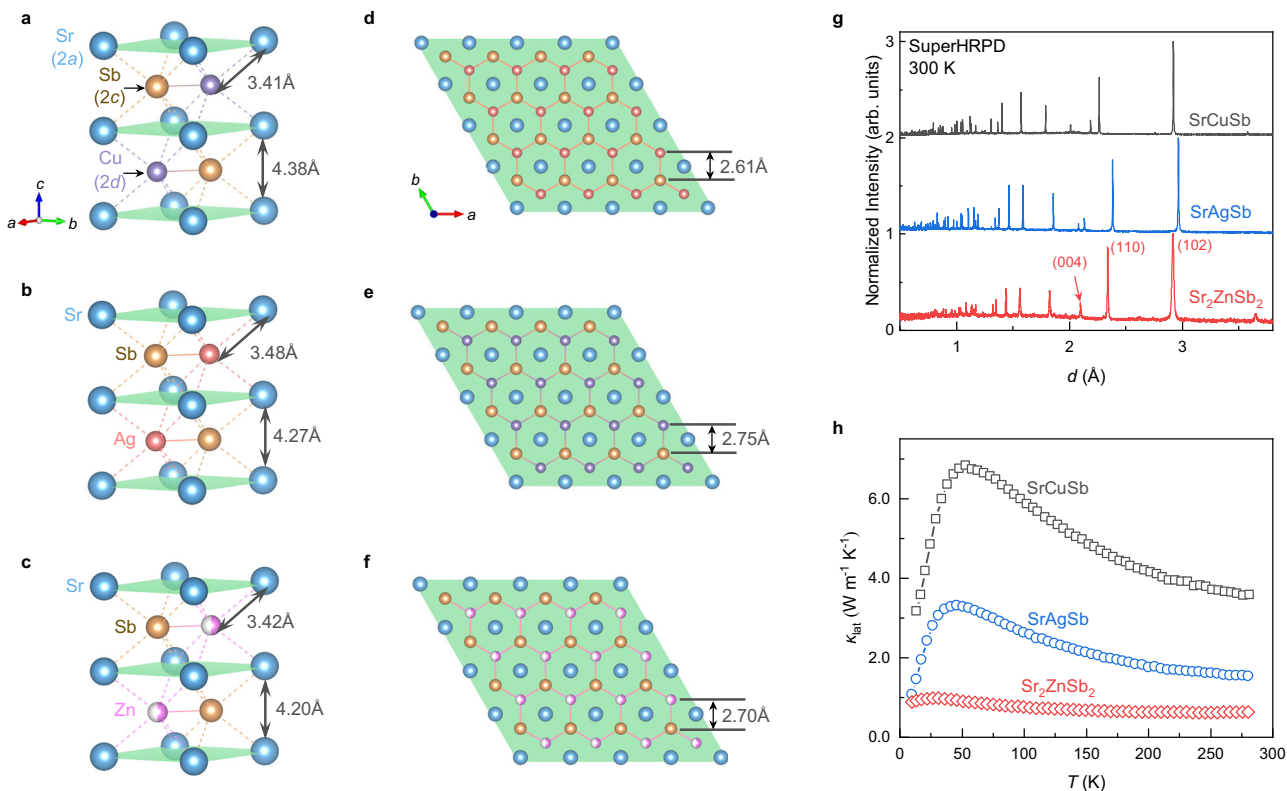 a
Sr
(2a)
Sb
(2c)
3.41Å
Cu
(2d)
4.38Å
c
a
b
d
2.61Å
b
a
b
Sr
Sb
3.48Å
Ag
4.27Å
e
2.75Å
c
Sr
Sb
3.42Å
Zn
4.20Å
f
2.70Å
g
SuperHRPD
300 K
SrCuSb
SrAgSb
(004)
(110)
(102)
Sr₂ZnSb₂
Normalized Intensity (arb. units)
3
2
1
0
1
2
3
d (Å)
h
SrCuSb
SrAgSb
Sr₂ZnSb₂
κlat (W m⁻¹ K⁻¹)
6.0
4.0
2.0
0.0
0
50
100
150
200
250
300
T (K)